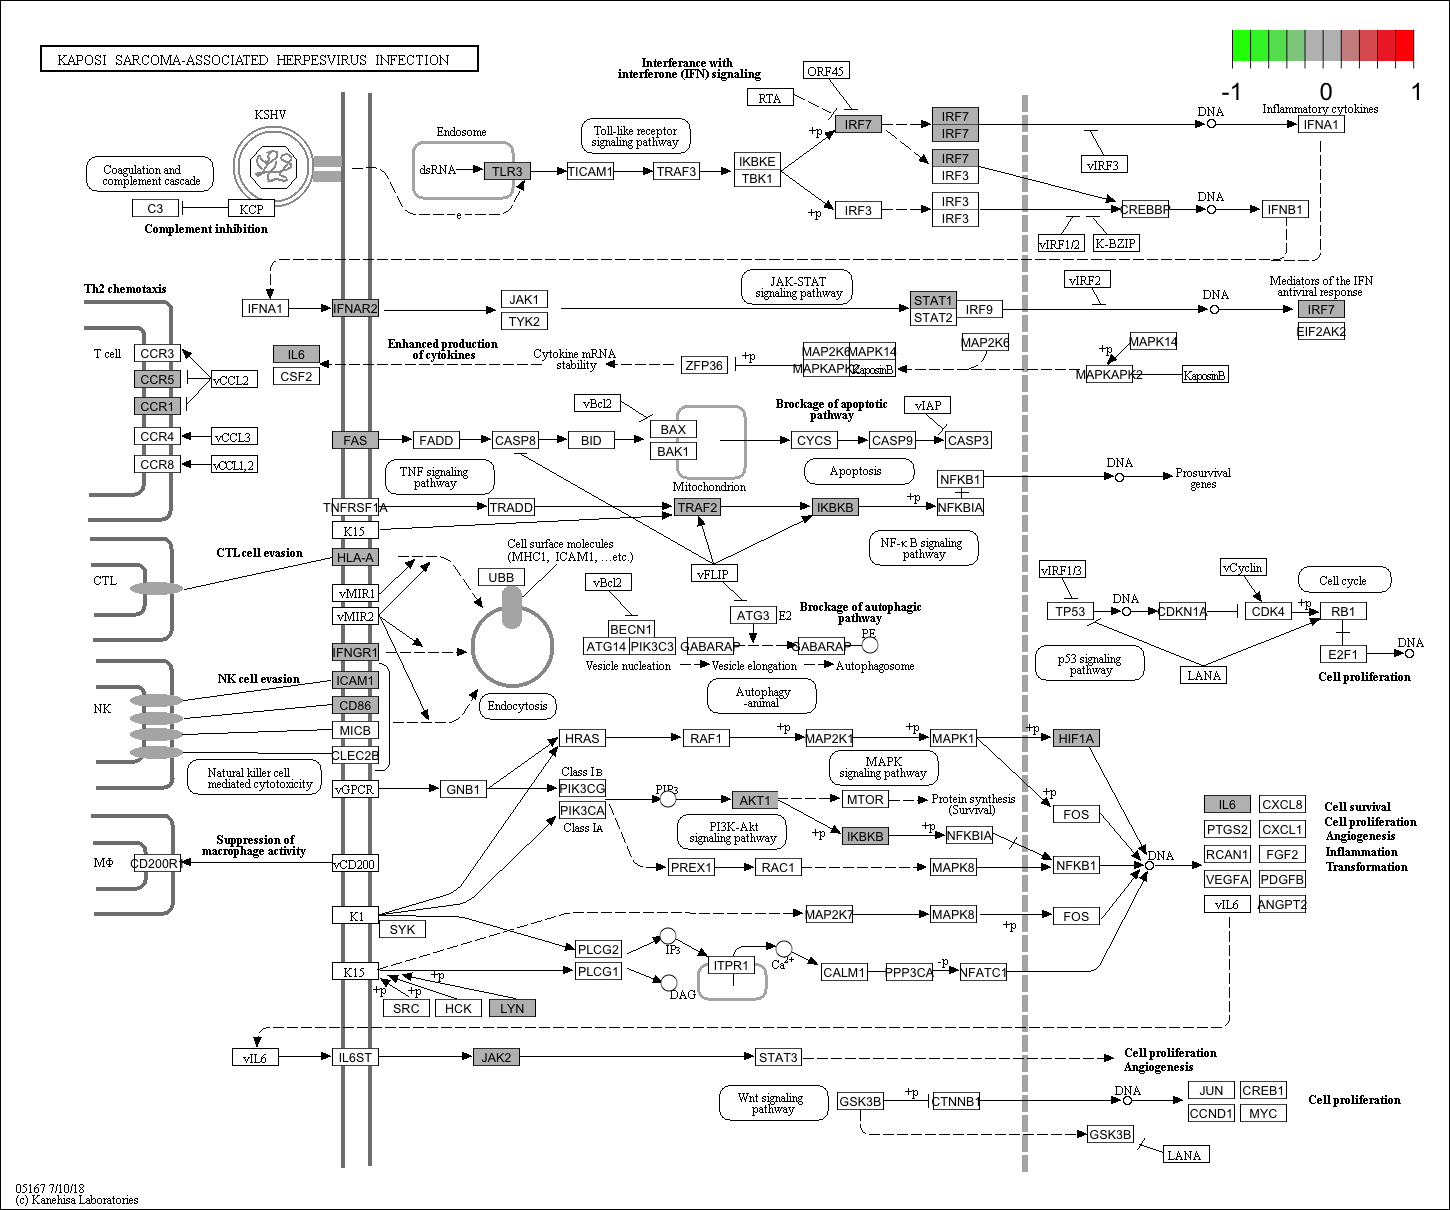 KAPOSI SARCOMA-ASSOCIATED HERPESVIRUS INFECTION
-1 0 1
Interferance with
interferone (IFN) signaling
ORF45
RTA
KSHV
Endosome
Toll-like receptor
signaling pathway
+p
IRF7
IRF7
IRF7
DNA
Inflammatory cytokines
IFNA1
Coagulation and
complement cascade
dsRNA
TLR3
TICAM1
TRAF3
IKBKE
TBK1
IRF7
IRF3
vIRF3
C3
KCP
Complement inhibition
e
+p
IRF3
IRF3
IRF3
CREBBP
DNA
IFNB1
vIRF1/2
K-BZIP
Th2 chemotaxis
IFNA1
IFNAR2
JAK1
TYK2
JAK-STAT
signaling pathway
STAT1
STAT2
IRF9
vIRF2
DNA
Mediators of the IFN
antiviral response
IRF7
EIF2AK2
T cell
CCR3
CCR5
CCR1
CCR4
CCR8
vCCL2
vCCL3
vCCL1,2
IL6
CSF2
Enhanced production
of cytokines
Cytokine mRNA
stability
ZFP36
+p
MAP2K6
MAPK14
MAPKAPK2
KaposinB
MAP2K6
+p
MAPK14
MAPKAPK2
KaposinB
vBcl2
Brockage of apoptotic
pathway
vIAP
FAS
FADD
CASP8
BID
BAX
BAK1
CYCS
CASP9
CASP3
TNF signaling
pathway
Mitochondrion
Apoptosis
NFKB1
DNA
Prosurvival
genes
TNFRSF1A
TRADD
TRAF2
IKBKB
+p
NFKBIA
K15
NF-κ B signaling
pathway
CTL
CTL cell evasion
HLA-A
Cell surface molecules
(MHC1, ICAM1, ...etc.)
UBB
vBcl2
vFLIP
vIRF1/3
vCyclin
Cell cycle
vMIR1
vMIR2
ATG3
E2
Brockage of autophagic
pathway
TP53
DNA
CDKN1A
CDK4
+p
RB1
BECN1
ATG14
PIK3C3
GABARAP
GABARAP
PE
IFNGR1
Vesicle nucleation
Vesicle elongation
Autophagosome
p53 signaling
pathway
LANA
E2F1
DNA
Cell proliferation
NK
NK cell evasion
ICAM1
CD86
MICB
CLEC2B
Endocytosis
Autophagy
-animal
HRAS
RAF1
+p
MAP2K1
+p
MAPK1
+p
HIF1A
Natural killer cell
mediated cytotoxicity
vGPCR
GNB1
Class IB
PIK3CG
PIK3CA
Class IA
PIP3
AKT1
MAPK
signaling pathway
MTOR
Protein synthesis
(Survival)
+p
FOS
PI3K-Akt
signaling pathway
+p
IKBKB
+p
NFKBIA
IL6
CXCL8
PTGS2
CXCL1
RCAN1
FGF2
VEGFA
PDGFB
vIL6
ANGPT2
Cell survival
Cell proliferation
Angiogenesis
Inflammation
Transformation
MΦ
CD200R1
Suppression of
macrophage activity
vCD200
PREX1
RAC1
MAPK8
NFKB1
DNA
K1
SYK
MAP2K7
MAPK8
+p
FOS
PLCG2
IP3
ITPR1
Ca2+
K15
PLCG1
DAG
CALM1
PPP3CA
-p
NFATC1
+p
+p
+p
SRC
HCK
LYN
vIL6
IL6ST
JAK2
STAT3
Cell proliferation
Angiogenesis
Wnt signaling
pathway
GSK3B
+p
CTNNB1
DNA
JUN
CREB1
CCND1
MYC
Cell proliferation
GSK3B
LANA
05167 7/10/18
(c) Kanehisa Laboratories